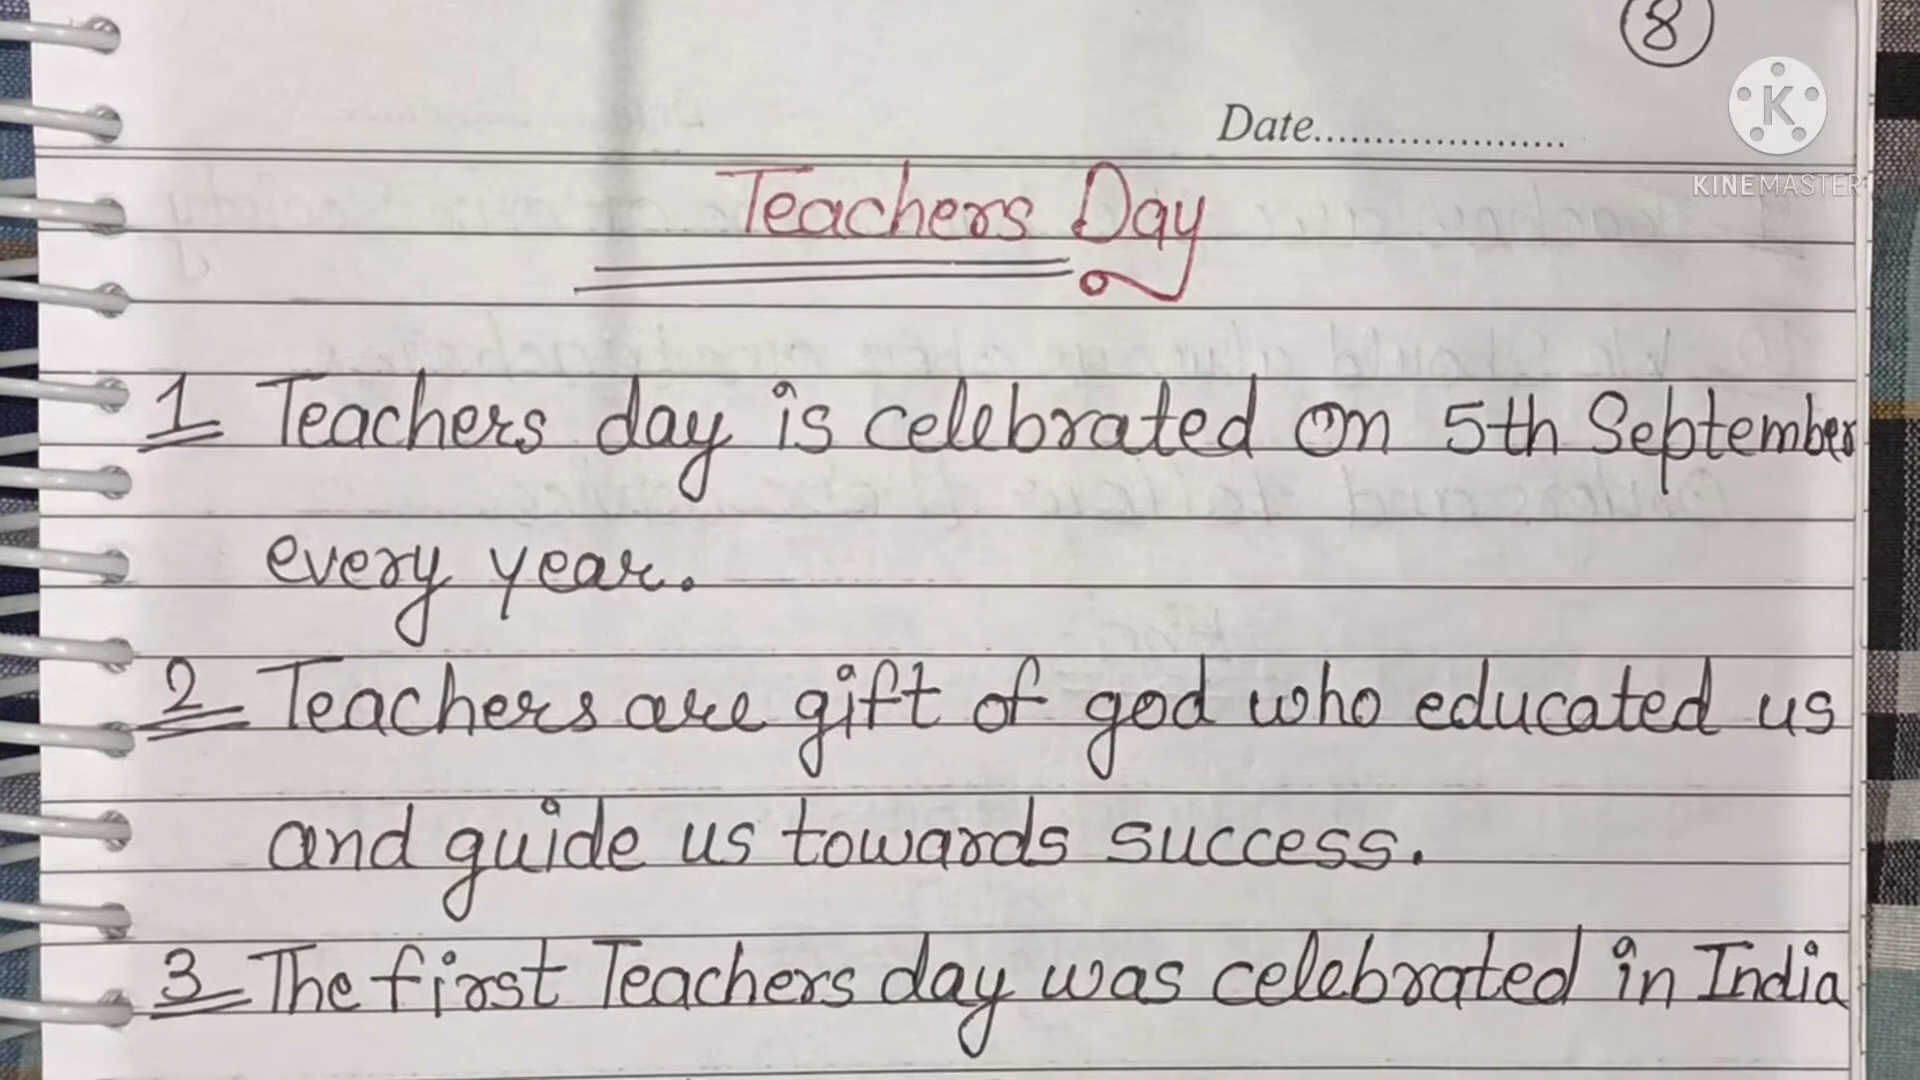 8
Date.....................
K
KINEMASTER
Teachers Day
1 Teachers day is celebrated on 5th September
every year.
2 Teachers are gift of god who educated us
and guide us towards success.
3 The first Teachers day was celebrated in India